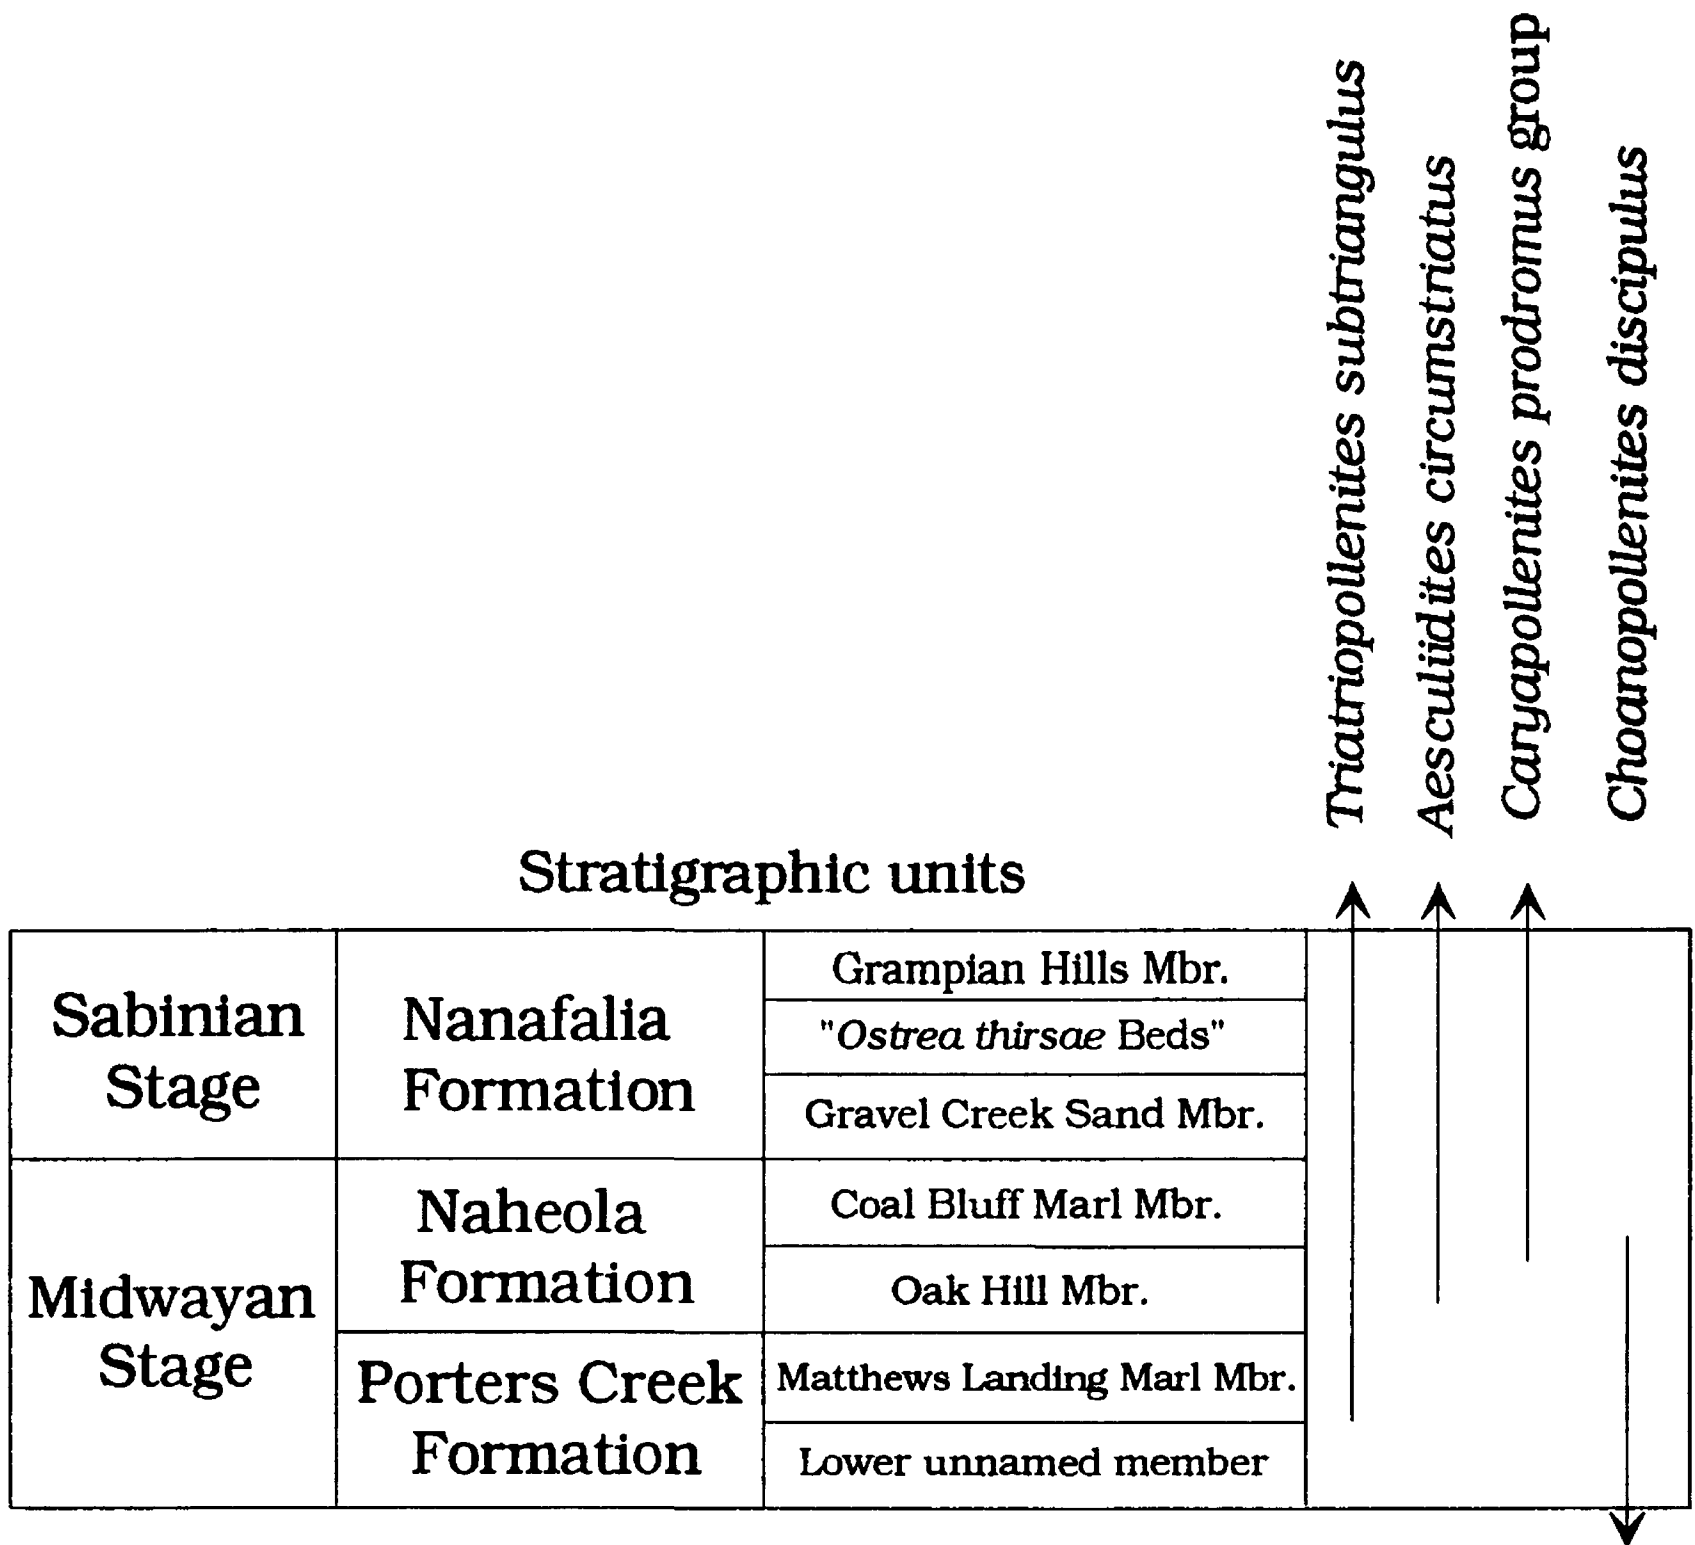 Triatriopollenites subtriangulus
Aesculiidites circumstriatus
Caryapollenites prodromus group
Choanopollenites discipulus
Stratigraphic units
Sabinian
Stage
Nanafalia
Formation
Grampian Hills Mbr.
"Ostrea thirsae Beds"
Gravel Creek Sand Mbr.
Midwayan
Stage
Naheola
Formation
Coal Bluff Marl Mbr.
Oak Hill Mbr.
Porters Creek
Formation
Matthews Landing Marl Mbr.
Lower unnamed member